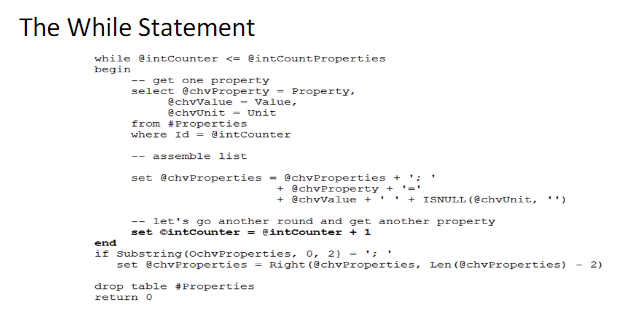 The While Statement
while @intCounter <= @intCountProperties
begin
-- get one property
select @chvProperty = Property,
@chvValue = Value,
@chvUnit = Unit
from #Properties
where Id = @intCounter
-- assemble list
set @chvProperties = @chvProperties + '; '
+ @chvProperty + '='
+ @chvValue + ' ' + ISNULL(@chvUnit, '')
-- let's go another round and get another property
set ©intCounter = @intCounter + 1
end
if Substring(OchvProperties, 0, 2) = '; '
set @chvProperties = Right(@chvProperties, Len(@chvProperties) - 2)
drop table #Properties
return 0